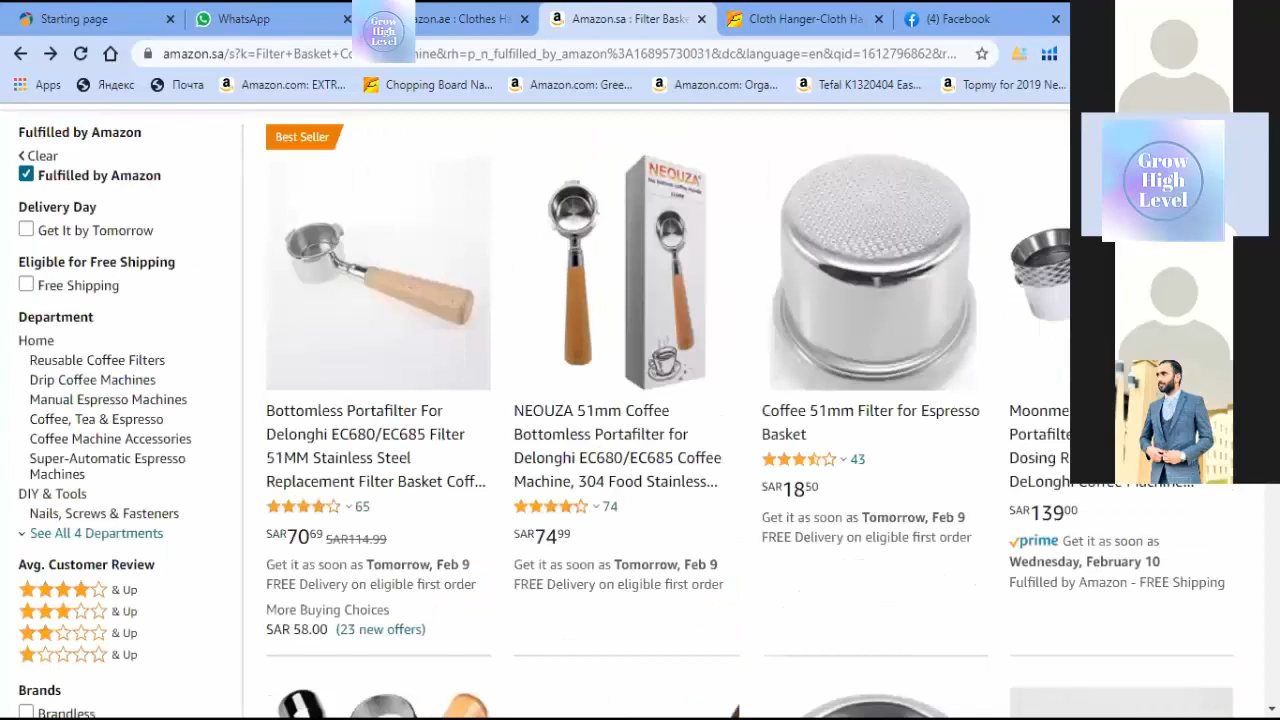 Starting page
WhatsApp
Grow
High
Level
zon.ae : Clothes H
Amazon.sa : Filter Baske
Cloth Hanger-Cloth Ha
(4) Facebook
amazon.sa/s?k=Filter+Basket+Co
hine&rh=p_n_fulfilled_by_amazon%3A16895730031&dc&language=en&qid=1612796862&r...
Apps
Яндекс
Почта
Amazon.com: EXTR...
Chopping Board Na...
Amazon.com: Gree...
Amazon.com: Orga...
Tefal K1320404 Eas...
Topmy for 2019 Ne...
Fulfilled by Amazon
Clear
Fulfilled by Amazon
Delivery Day
Get It by Tomorrow
Eligible for Free Shipping
Free Shipping
Department
Home
Reusable Coffee Filters
Drip Coffee Machines
Manual Espresso Machines
Coffee, Tea & Espresso
Coffee Machine Accessories
Super-Automatic Espresso
Machines
DIY & Tools
Nails, Screws & Fasteners
See All 4 Departments
Avg. Customer Review
& Up
& Up
& Up
& Up
Brands
Brandless
Best Seller
Bottomless Portafilter For
Delonghi EC680/EC685 Filter
51MM Stainless Steel
Replacement Filter Basket Coff...
65
SAR7069 SAR114.99
Get it as soon as Tomorrow, Feb 9
FREE Delivery on eligible first order
More Buying Choices
SAR 58.00 (23 new offers)
NEOUZA
NEOUZA 51mm Coffee
Bottomless Portafilter for
Delonghi EC680/EC685 Coffee
Machine, 304 Food Stainless...
74
SAR7499
Get it as soon as Tomorrow, Feb 9
FREE Delivery on eligible first order
Coffee 51mm Filter for Espresso
Basket
43
SAR1850
Get it as soon as Tomorrow, Feb 9
FREE Delivery on eligible first order
Moonme
Portafilte
Dosing R
DeLongh
SAR13900
prime Get it as soon as
Wednesday, February 10
Fulfilled by Amazon - FREE Shipping
Grow
High
Level